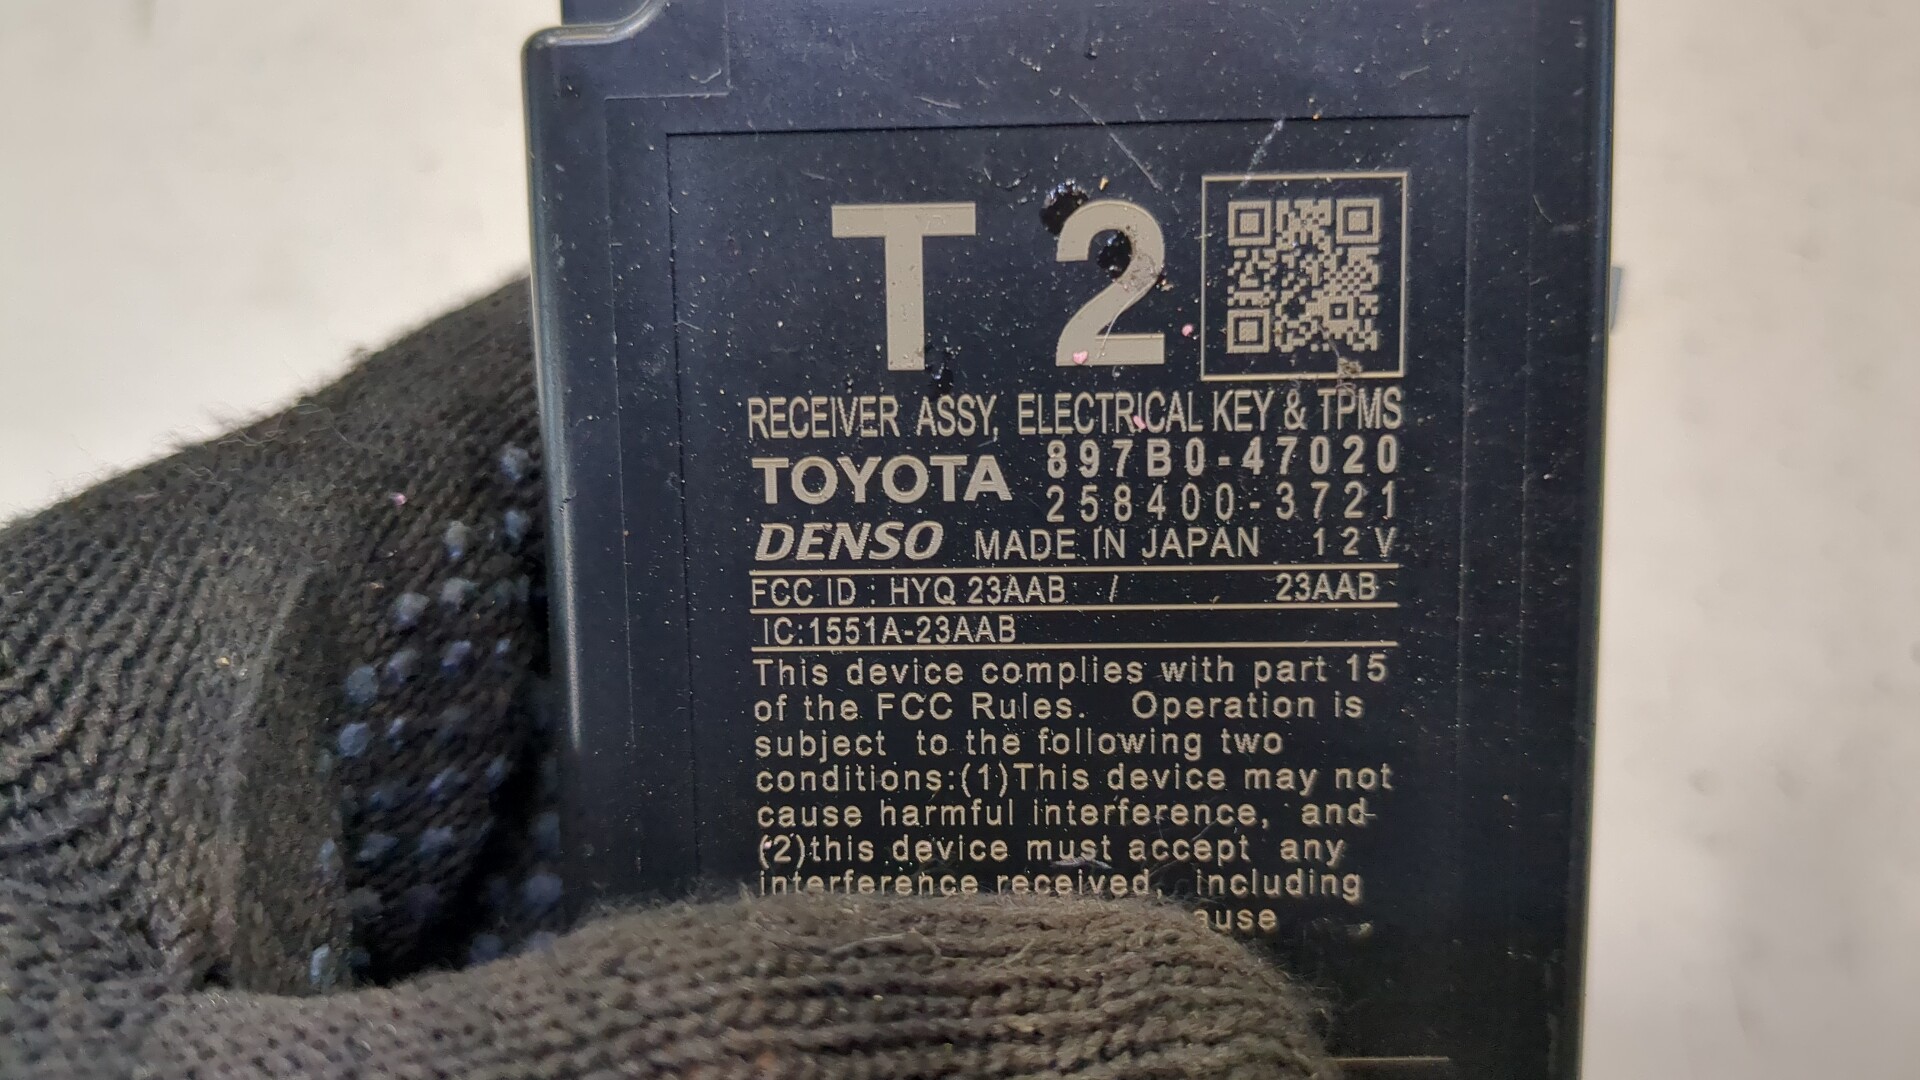 T 2
RECEIVER ASSY, ELECTRICAL KEY & TPMS
TOYOTA 897B0-47020
258400-3721
DENSO MADE IN JAPAN 12V
FCC ID : HYQ 23AAB / 23AAB
IC:1551A-23AAB
This device complies with part 15
of the FCC Rules. Operation is
subject to the following two
conditions:(1)This device may not
cause harmful interference, and
(2)this device must accept any
interference received, including